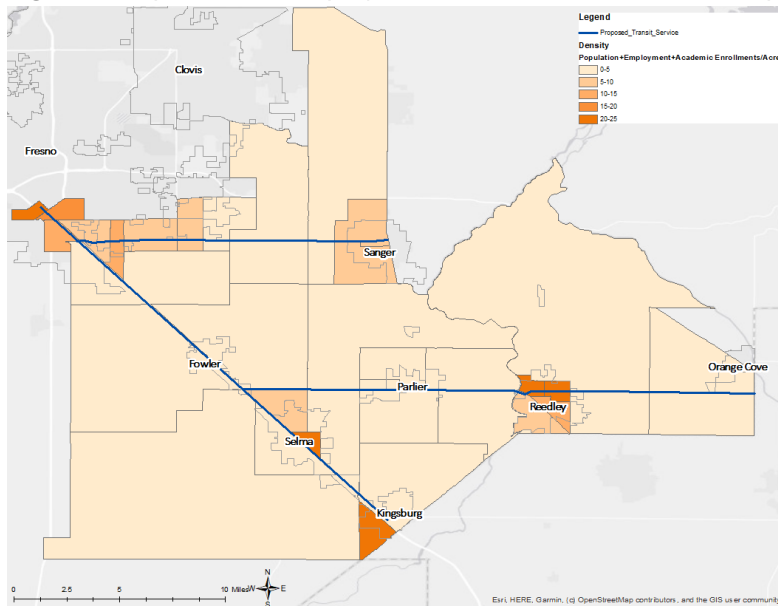 Legend
Proposed_Transit_Service
Density
Population+Employment+Academic Enrollments/Acre
0-5
5-10
10-15
15-20
20-25
Clovis
Fresno
Sanger
Fowler
Orange Cove
Parlier
Reedley
Selma
Kingsburg
N
W E
S
0 2.5 5 10 Miles
Esri, HERE, Garmin, (c) OpenStreetMap contributors, and the GIS user community